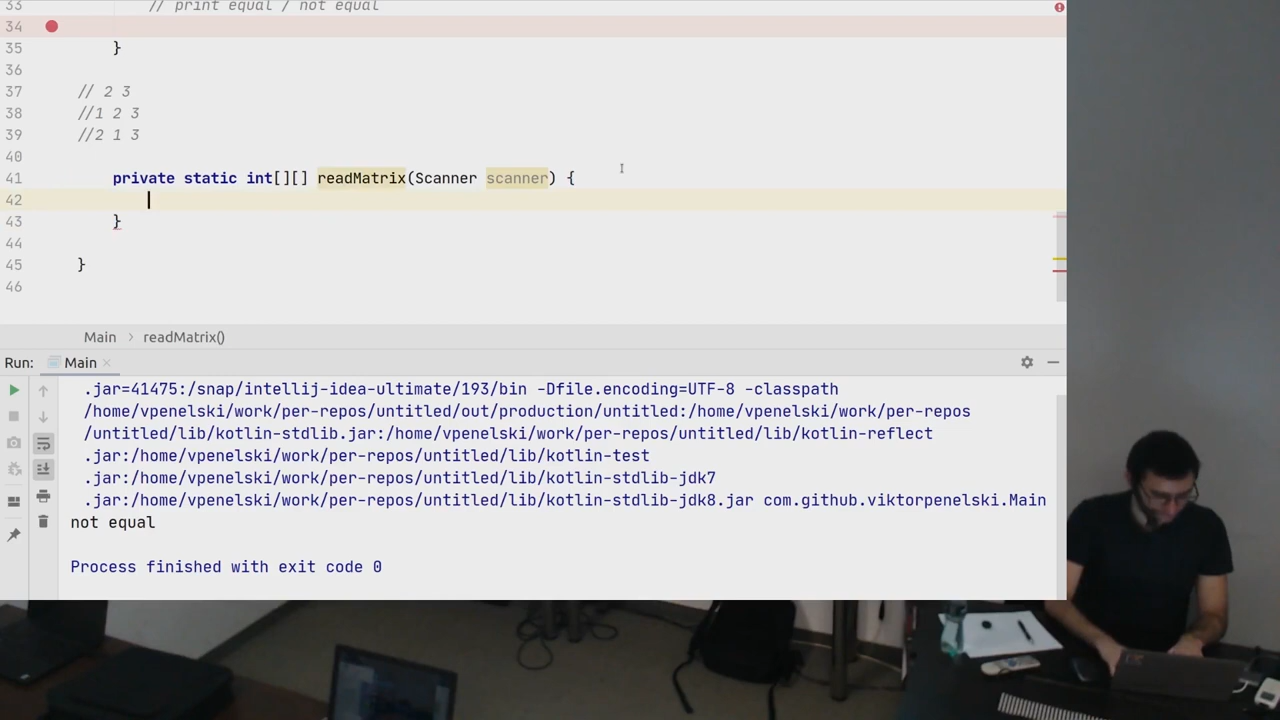 33 // print equal / not equal
34
35 }
36
37 // 2 3
38 //1 2 3
39 //2 1 3
40
41 private static int[][] readMatrix(Scanner scanner) {
42
43 }
44
45 }
46
Main › readMatrix()
Run: Main ×
.jar=41475:/snap/intellij-idea-ultimate/193/bin -Dfile.encoding=UTF-8 -classpath
/home/vpenelski/work/per-repos/untitled/out/production/untitled:/home/vpenelski/work/per-repos
/untitled/lib/kotlin-stdlib.jar:/home/vpenelski/work/per-repos/untitled/lib/kotlin-reflect
.jar:/home/vpenelski/work/per-repos/untitled/lib/kotlin-test
.jar:/home/vpenelski/work/per-repos/untitled/lib/kotlin-stdlib-jdk7
.jar:/home/vpenelski/work/per-repos/untitled/lib/kotlin-stdlib-jdk8.jar com.github.viktorpenelski.Main
not equal
Process finished with exit code 0